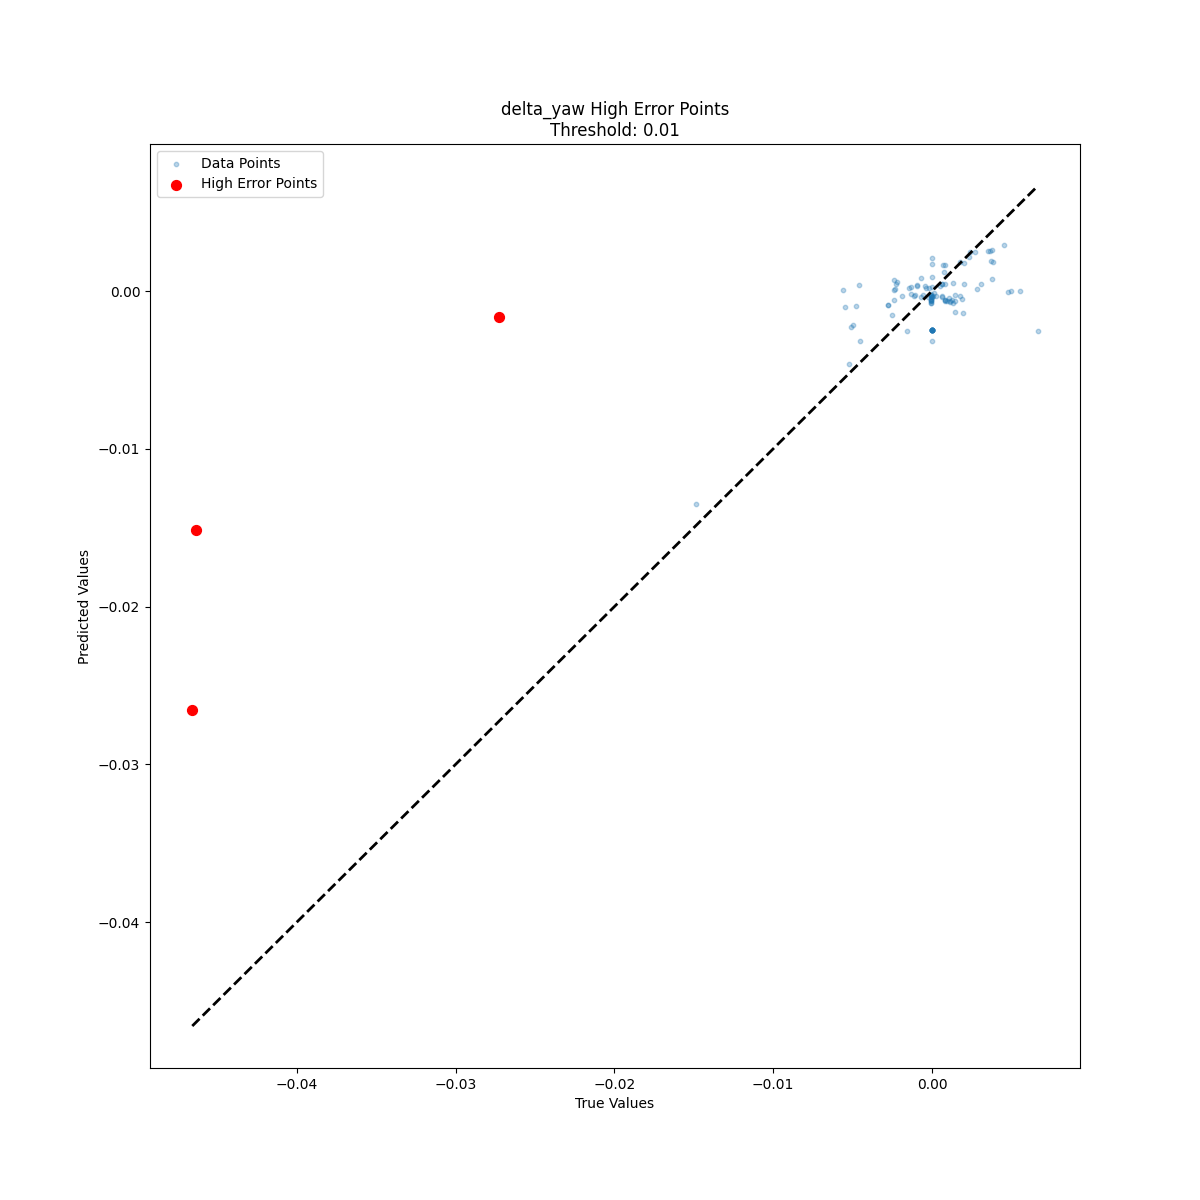 delta_yaw High Error Points
Threshold: 0.01
Data Points
High Error Points
0.00
−0.01
−0.02
−0.03
−0.04
Predicted Values
−0.04
−0.03
−0.02
−0.01
0.00
True Values